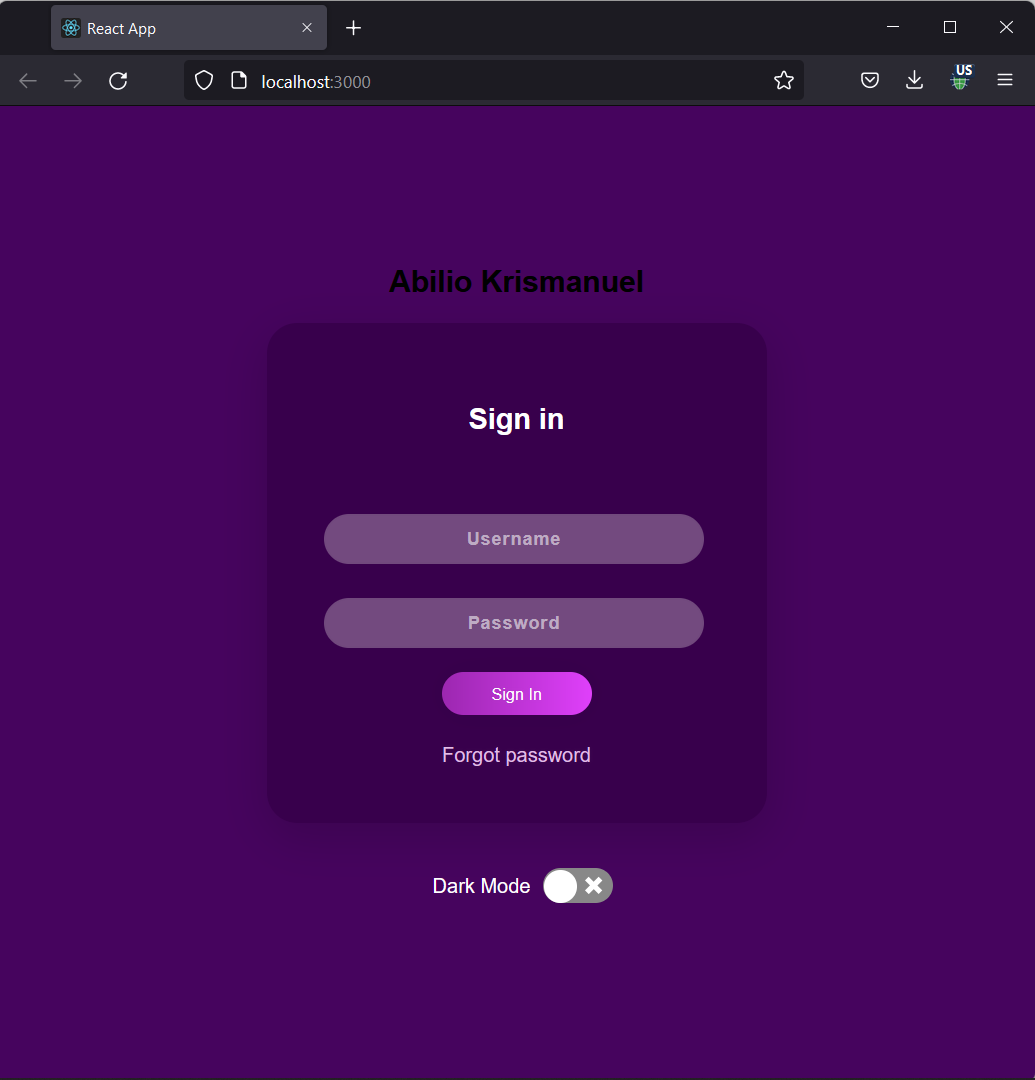 React App
localhost:3000
US
Abilio Krismanuel
Sign in
Username
Password
Sign In
Forgot password
Dark Mode